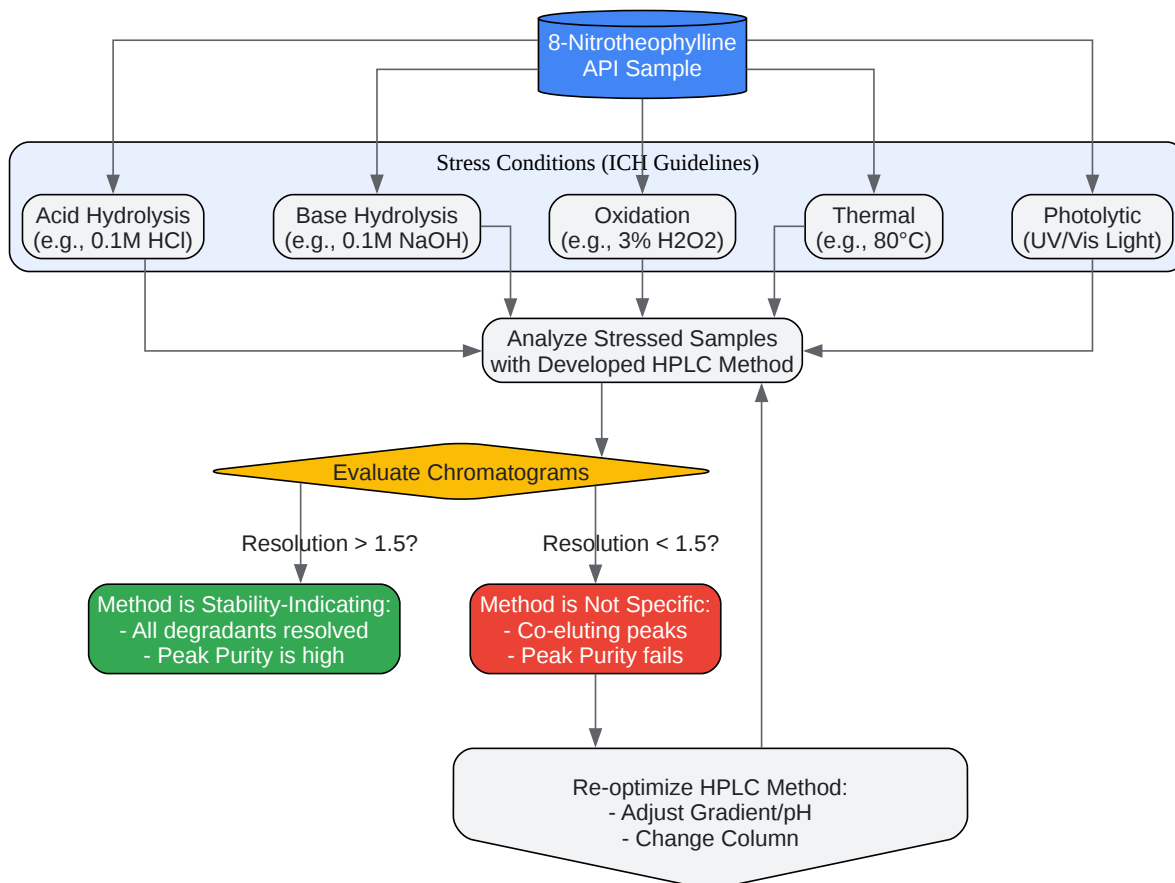 8-Nitrotheophylline
API Sample
Stress Conditions (ICH Guidelines)
Acid Hydrolysis
(e.g., 0.1M HCl)
Base Hydrolysis
(e.g., 0.1M NaOH)
Oxidation
(e.g., 3% H2O2)
Thermal
(e.g., 80°C)
Photolytic
(UV/Vis Light)
Analyze Stressed Samples
with Developed HPLC Method
Evaluate Chromatograms
Resolution > 1.5?
Resolution < 1.5?
Method is Stability-Indicating:
- All degradants resolved
- Peak Purity is high
Method is Not Specific:
- Co-eluting peaks
- Peak Purity fails
Re-optimize HPLC Method:
- Adjust Gradient/pH
- Change Column